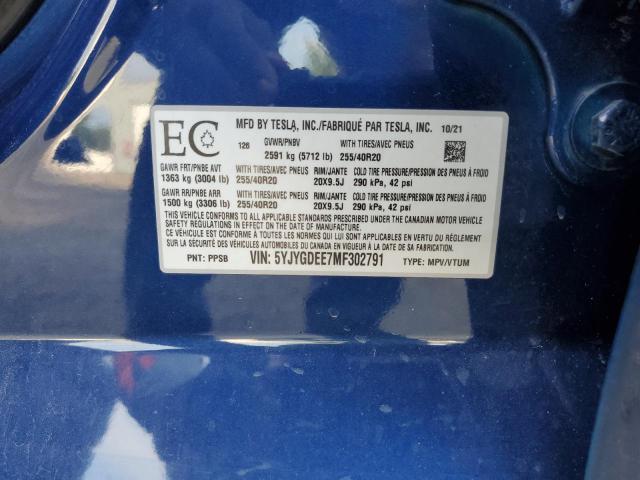 EC
MFD BY TESLA, INC./FABRIQUÉ PAR TESLA, INC. 10/21
126 GVWR/PNBV WITH TIRES/AVEC PNEUS
2591 kg (5712 lb) 255/40R20
GAWR FRT/PNBE AVT WITH TIRES/AVEC PNEUS RIM/JANTE COLD TIRE PRESSURE/PRESSION DES PNEUS À FROID
1363 kg (3004 lb) 255/40R20 20X9.5J 290 kPa, 42 psi
GAWR RR/PNBE ARR WITH TIRES/AVEC PNEUS RIM/JANTE COLD TIRE PRESSURE/PRESSION DES PNEUS À FROID
1500 kg (3306 lb) 255/40R20 20X9.5J 290 kPa, 42 psi
THIS VEHICLE CONFORMS TO ALL APPLICABLE STANDARDS PRESCRIBED UNDER THE CANADIAN MOTOR VEHICLE
SAFETY REGULATIONS IN EFFECT ON THE DATE OF MANUFACTURE
CE VÉHICULE EST CONFORME À TOUTES LES NORMES QUI LUI SONT APPLICABLES EN VERTU DU RÈGLEMENT
SUR LA SÉCURITÉ DES VÉHICULES AUTOMOBILES DU CANADA EN VIGUEUR À LA DATE DE SA FABRICATION.
PNT: PPSB VIN: 5YJYGDEE7MF302791 TYPE: MPV/VTUM